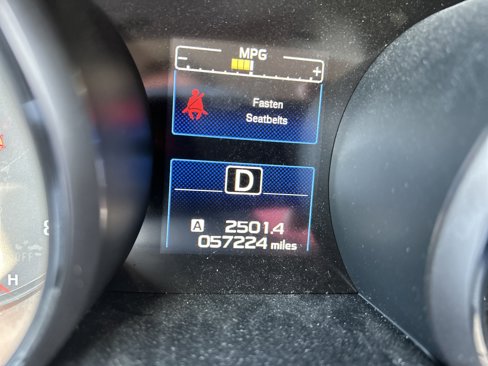 MPG
- +
Fasten
Seatbelts
D
A 2501.4
057224 miles
H